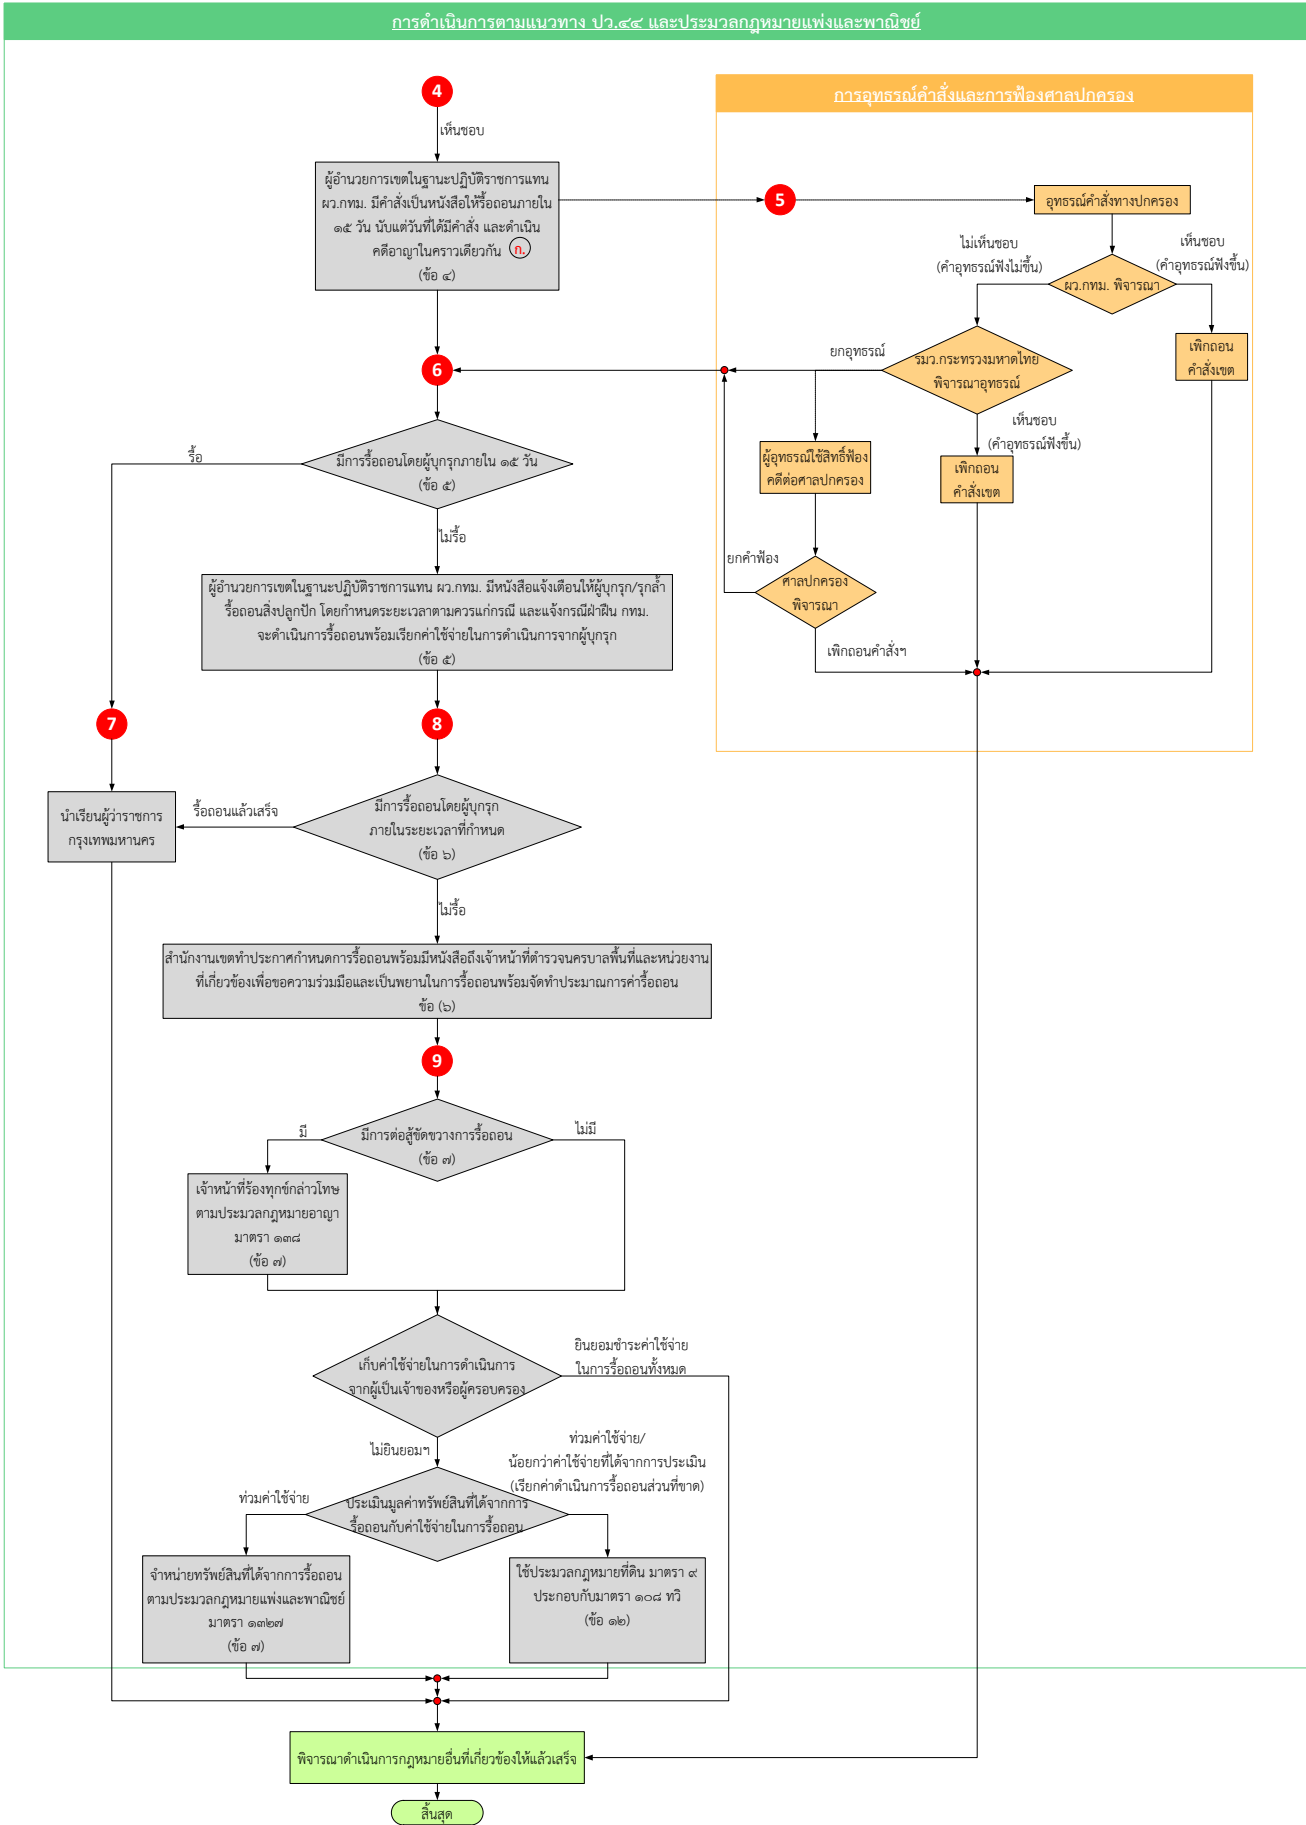 การดำเนินการตามแนวทาง ปว.๔๔ และประมวลกฎหมายแพ่งและพาณิชย์
4
เห็นชอบ
ผู้อำนวยการเขตในฐานะปฏิบัติราชการแทน
ผว.กทม. มีคำสั่งเป็นหนังสือให้รื้อถอนภายใน
๑๕ วัน นับแต่วันที่ได้มีคำสั่ง และดำเนิน
คดีอาญาในคราวเดียวกัน ก.
(ข้อ ๔)
การอุทธรณ์คำสั่งและการฟ้องศาลปกครอง
5
อุทธรณ์คำสั่งทางปกครอง
ไม่เห็นชอบ
(คำอุทธรณ์ฟังไม่ขึ้น)
เห็นชอบ
(คำอุทธรณ์ฟังขึ้น)
ผว.กทม. พิจารณา
เพิกถอน
คำสั่งเขต
รมว.กระทรวงมหาดไทย
พิจารณาอุทธรณ์
ยกอุทธรณ์
เห็นชอบ
(คำอุทธรณ์ฟังขึ้น)
เพิกถอน
คำสั่งเขต
ผู้อุทธรณ์ใช้สิทธิ์ฟ้อง
คดีต่อศาลปกครอง
ยกคำฟ้อง
ศาลปกครอง
พิจารณา
เพิกถอนคำสั่งฯ
6
มีการรื้อถอนโดยผู้บุกรุกภายใน ๑๕ วัน
(ข้อ ๕)
รื้อ
ไม่รื้อ
ผู้อำนวยการเขตในฐานะปฏิบัติราชการแทน ผว.กทม. มีหนังสือแจ้งเตือนให้ผู้บุกรุก/รุกล้ำ
รื้อถอนสิ่งปลูกปัก โดยกำหนดระยะเวลาตามควรแก่กรณี และแจ้งกรณีฝ่าฝืน กทม.
จะดำเนินการรื้อถอนพร้อมเรียกค่าใช้จ่ายในการดำเนินการจากผู้บุกรุก
(ข้อ ๕)
7
8
นำเรียนผู้ว่าราชการ
กรุงเทพมหานคร
รื้อถอนแล้วเสร็จ
มีการรื้อถอนโดยผู้บุกรุก
ภายในระยะเวลาที่กำหนด
(ข้อ ๖)
ไม่รื้อ
สำนักงานเขตทำประกาศกำหนดการรื้อถอนพร้อมมีหนังสือถึงเจ้าหน้าที่ตำรวจนครบาลพื้นที่และหน่วยงาน
ที่เกี่ยวข้องเพื่อขอความร่วมมือและเป็นพยานในการรื้อถอนพร้อมจัดทำประมาณการค่ารื้อถอน
ข้อ (๖)
9
มีการต่อสู้ขัดขวางการรื้อถอน
(ข้อ ๗)
มี
ไม่มี
เจ้าหน้าที่ร้องทุกข์กล่าวโทษ
ตามประมวลกฎหมายอาญา
มาตรา ๑๓๘
(ข้อ ๗)
เก็บค่าใช้จ่ายในการดำเนินการ
จากผู้เป็นเจ้าของหรือผู้ครอบครอง
ยินยอมชำระค่าใช้จ่าย
ในการรื้อถอนทั้งหมด
ไม่ยินยอมฯ
ท่วมค่าใช้จ่าย/
น้อยกว่าค่าใช้จ่ายที่ได้จากการประเมิน
(เรียกค่าดำเนินการรื้อถอนส่วนที่ขาด)
ท่วมค่าใช้จ่าย
ประเมินมูลค่าทรัพย์สินที่ได้จากการ
รื้อถอนกับค่าใช้จ่ายในการรื้อถอน
จำหน่ายทรัพย์สินที่ได้จากการรื้อถอน
ตามประมวลกฎหมายแพ่งและพาณิชย์
มาตรา ๑๓๒๗
(ข้อ ๗)
ใช้ประมวลกฎหมายที่ดิน มาตรา ๙
ประกอบกับมาตรา ๑๐๘ ทวิ
(ข้อ ๑๒)
พิจารณาดำเนินการกฎหมายอื่นที่เกี่ยวข้องให้แล้วเสร็จ
สิ้นสุด